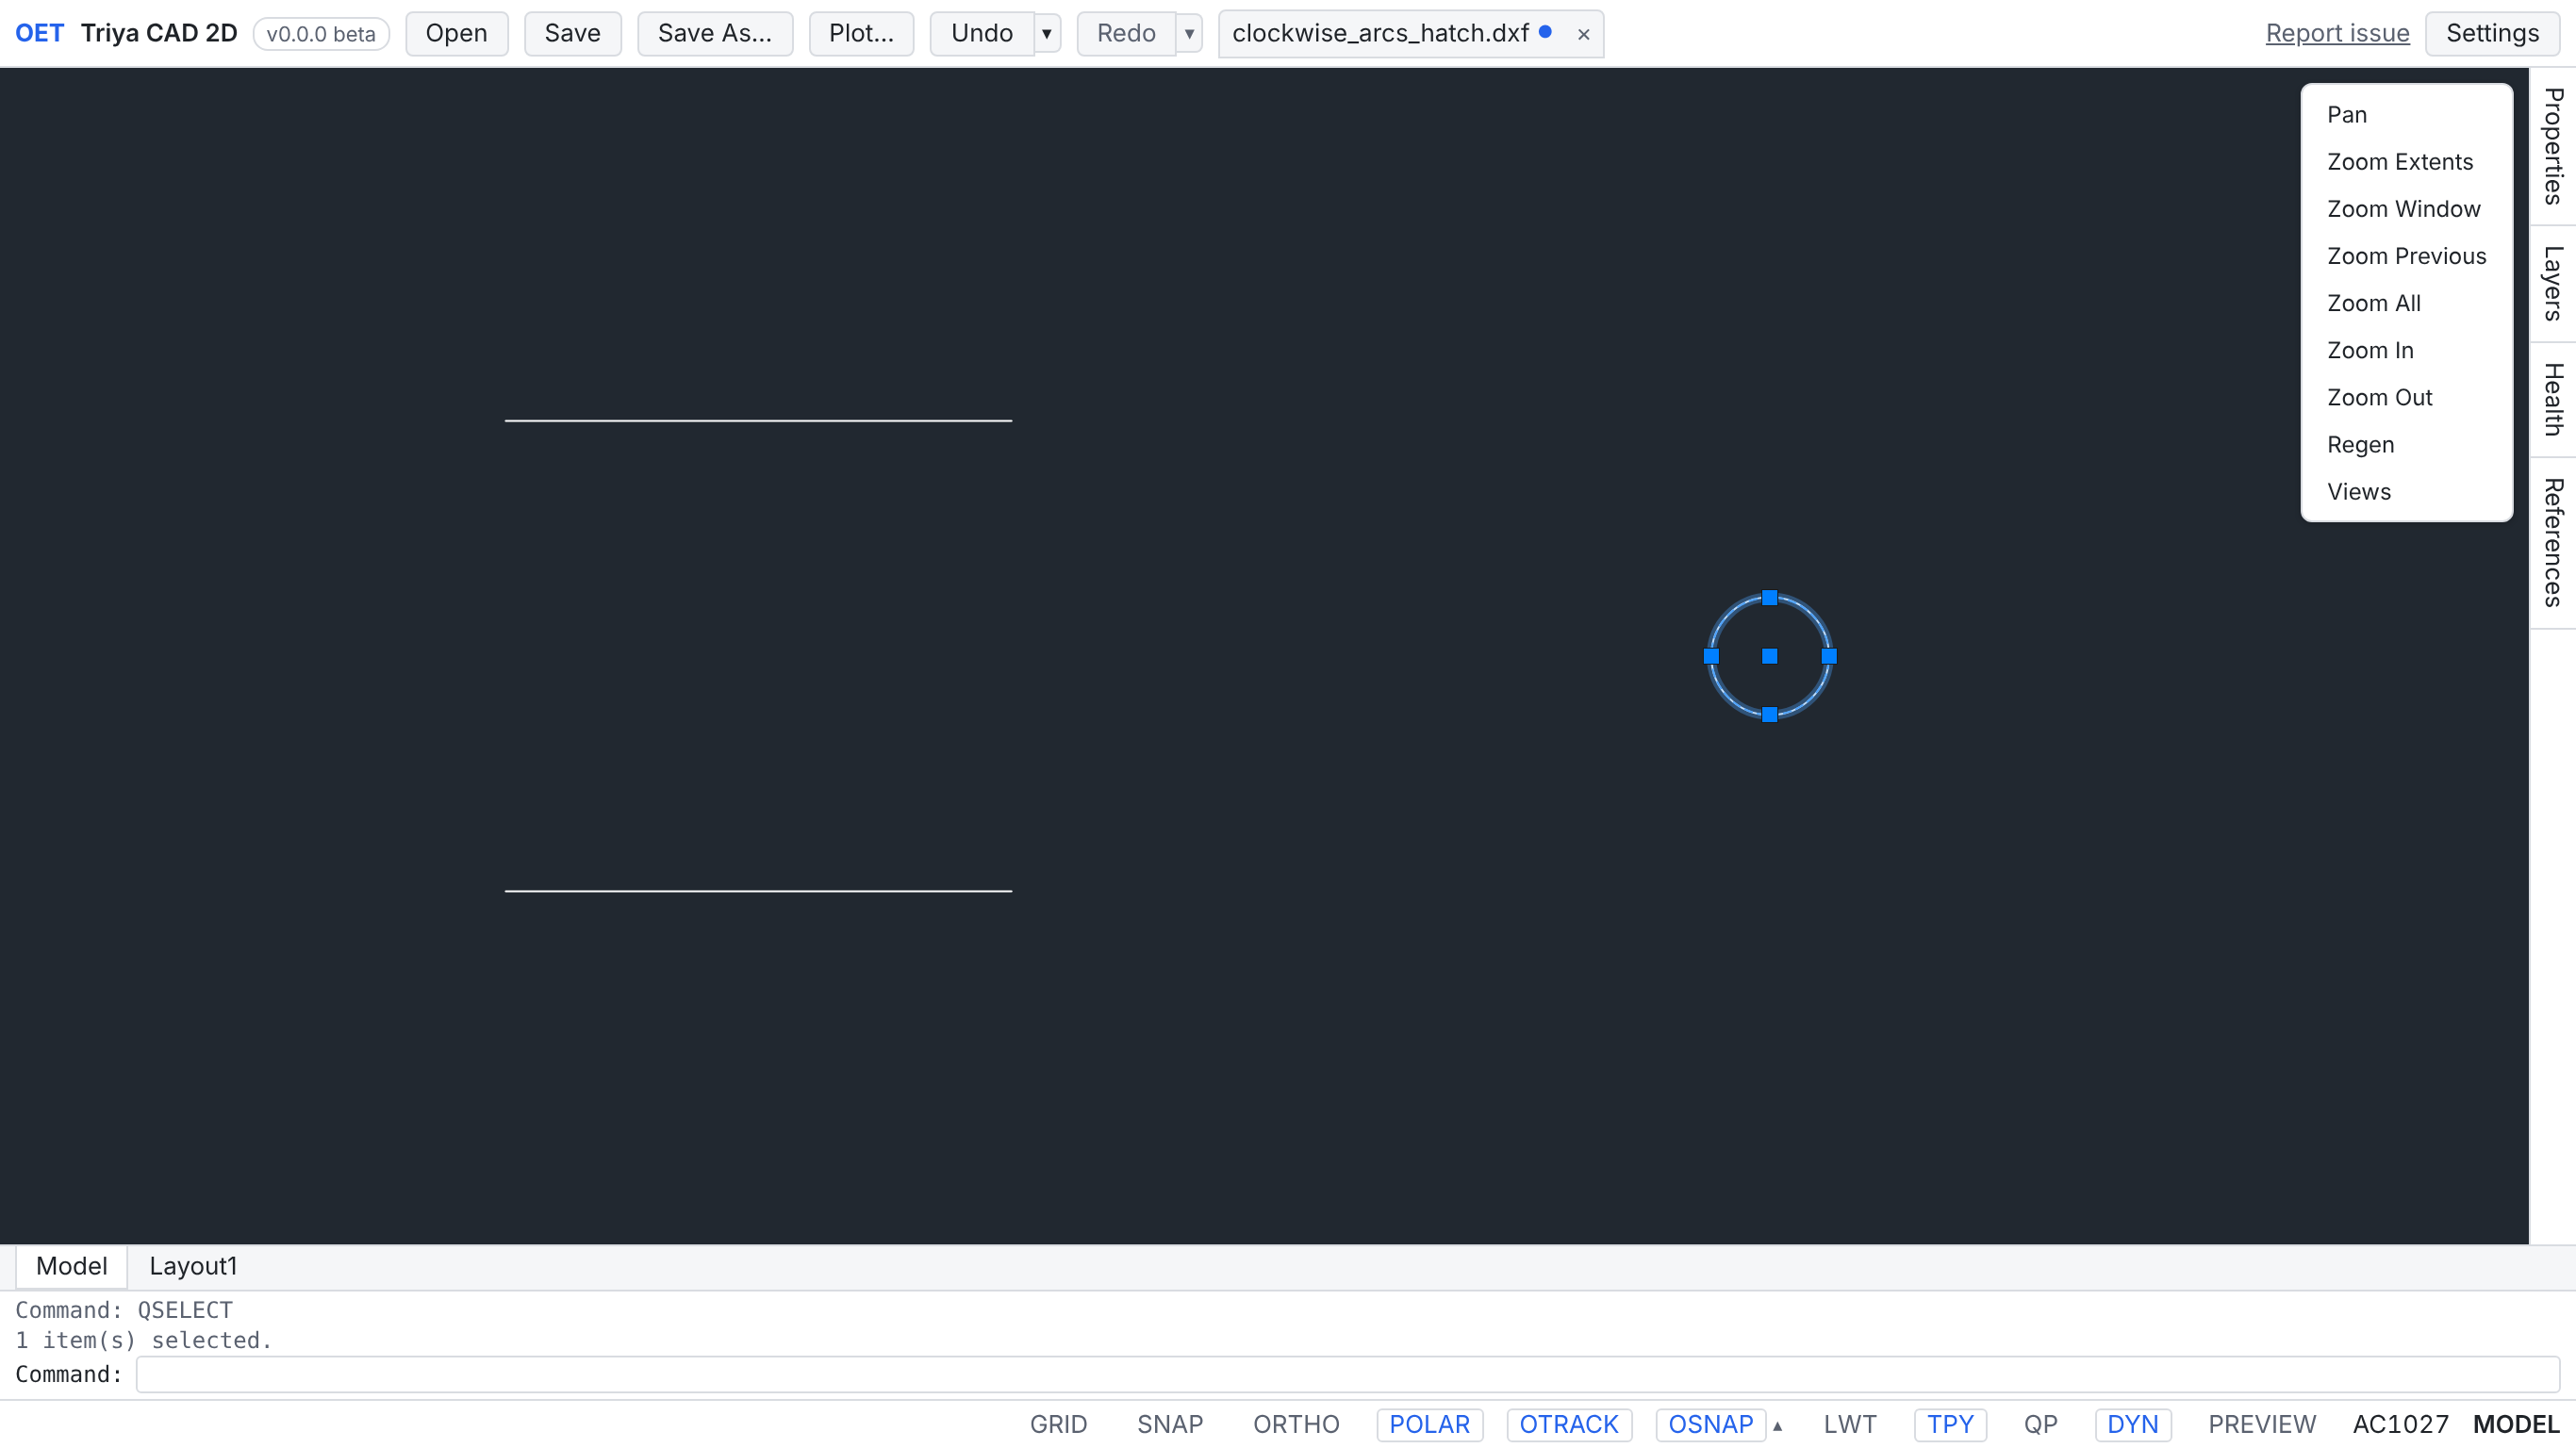 OET Triya CAD 2D v0.0.0 beta Open Save Save As... Plot... Undo ▾ Redo ▾ clockwise_arcs_hatch.dxf × Report issue Settings
Pan
Zoom Extents
Zoom Window
Zoom Previous
Zoom All
Zoom In
Zoom Out
Regen
Views
Properties
Layers
Health
References
Model Layout1
Command: QSELECT
1 item(s) selected.
Command:
GRID SNAP ORTHO POLAR OTRACK OSNAP ▴ LWT TPY QP DYN PREVIEW AC1027 MODEL